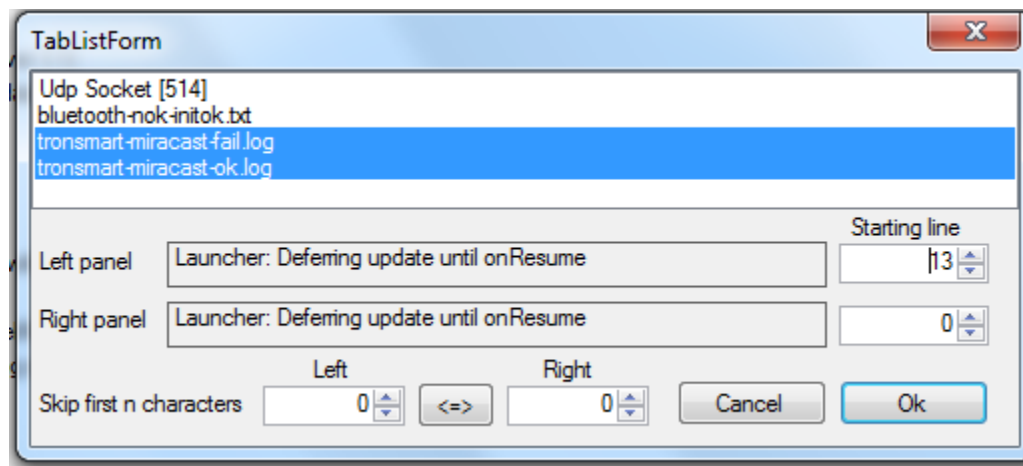 TabListForm
Udp Socket [514]
bluetooth-nok-initok.txt
tronsmart-miracast-fail.log
tronsmart-miracast-ok.log
Starting line
Left panel Launcher: Deferring update until onResume 13
Right panel Launcher: Deferring update until onResume 0
Left Right
Skip first n characters 0 <=> 0 Cancel Ok